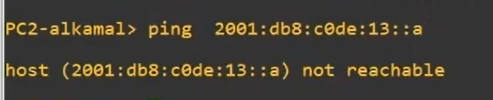 PC2-alkamal> ping  2001:db8:c0de:13::a
host (2001:db8:c0de:13::a) not reachable